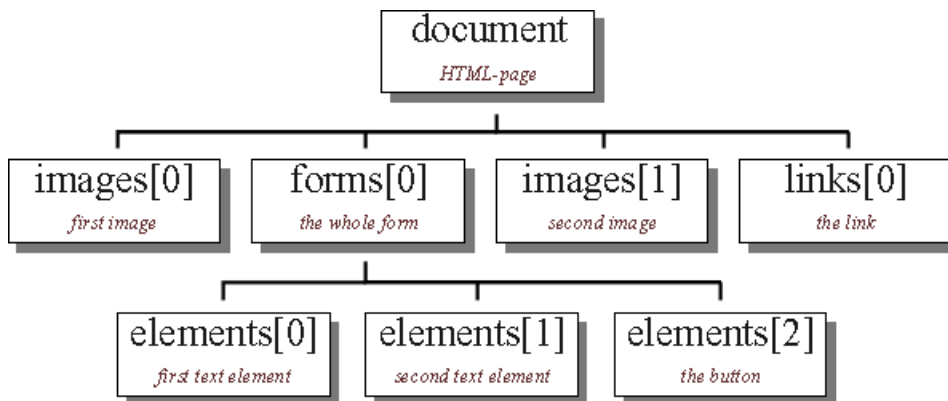 document
HTML-page
images[0]
first image
forms[0]
the whole form
images[1]
second image
links[0]
the link
elements[0]
first text element
elements[1]
second text element
elements[2]
the button